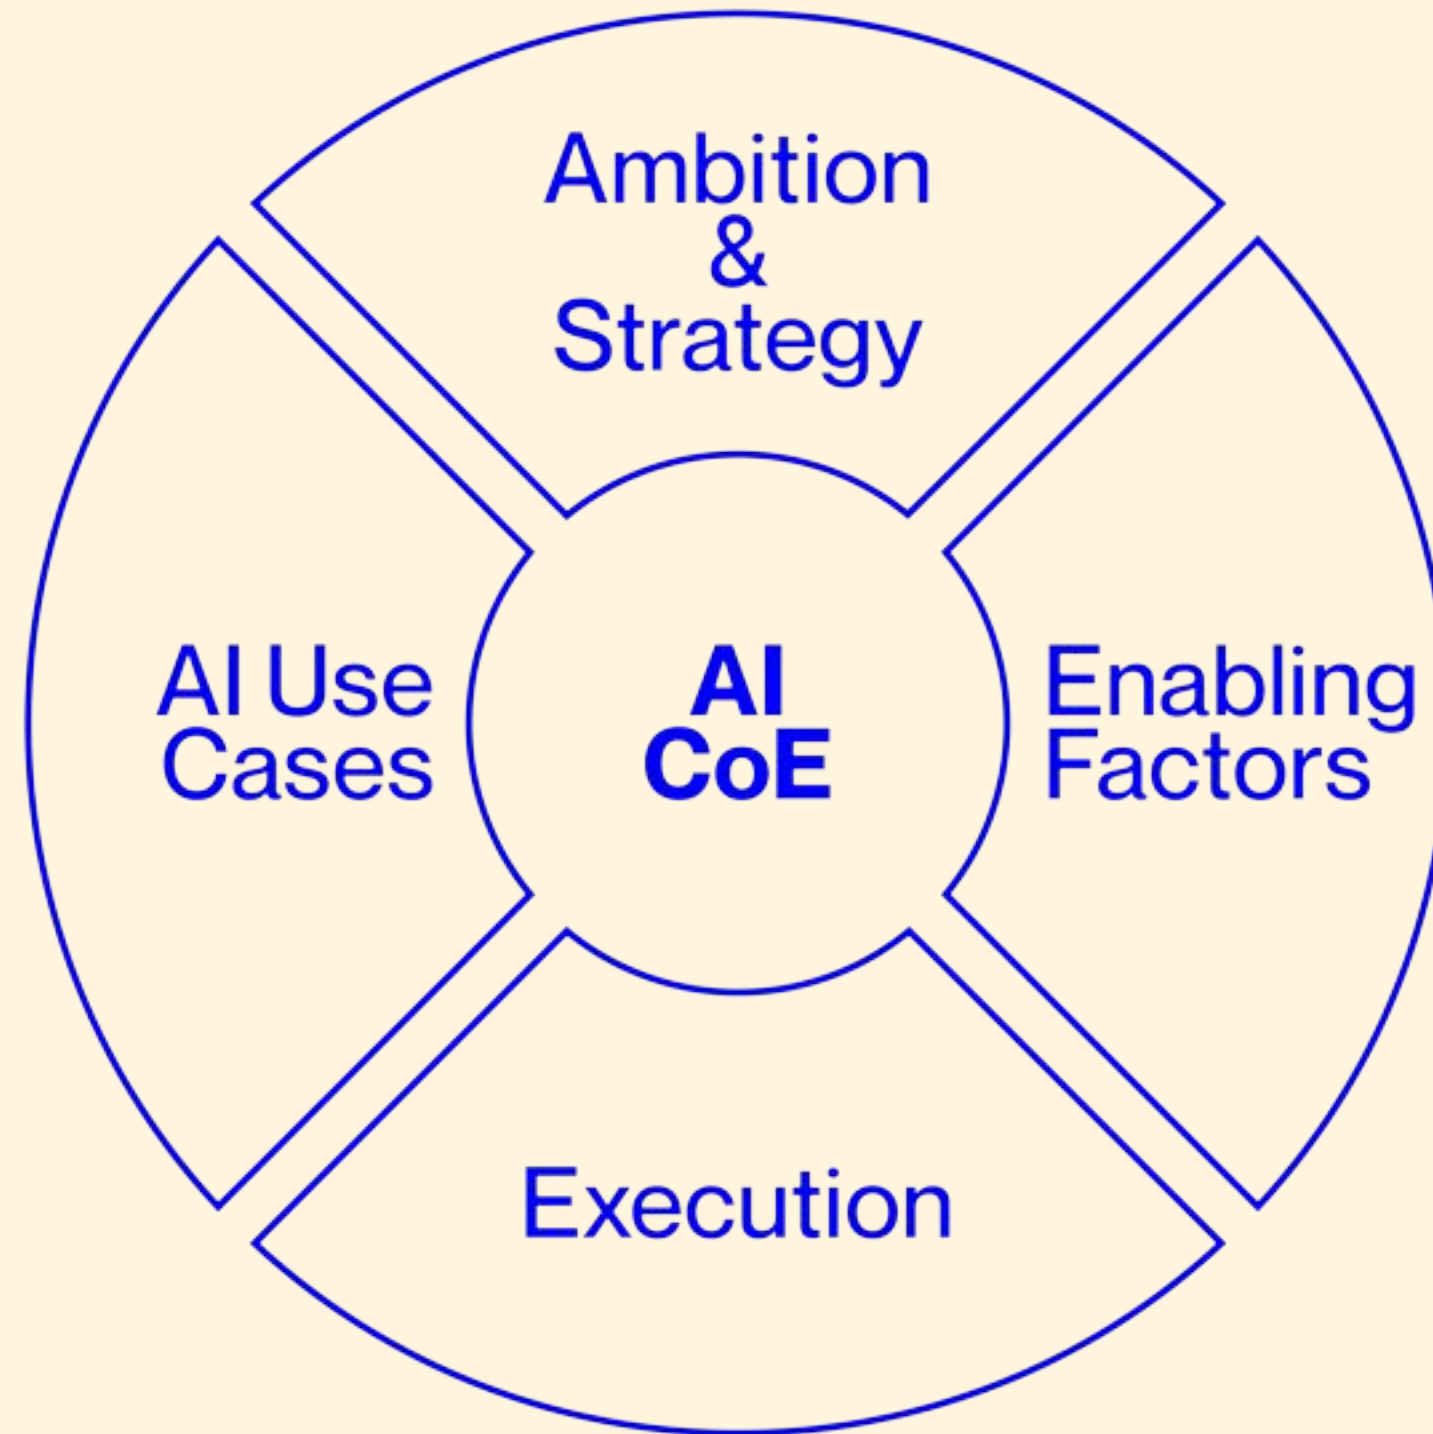 Ambition
&
Strategy
AI Use
Cases
AI
CoE
Enabling
Factors
Execution